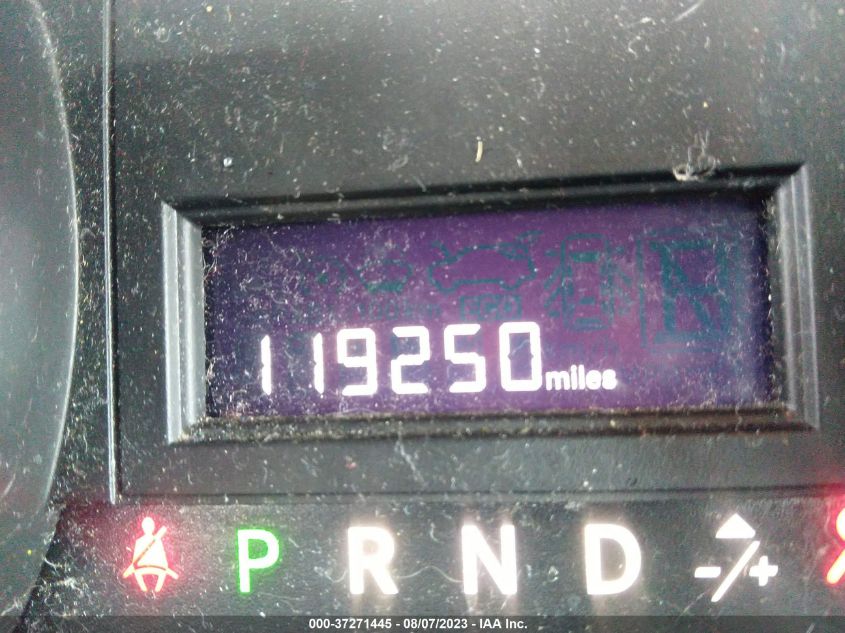 119250 miles
P R N D -/+
000-37271445 - 08/07/2023 - IAA Inc.